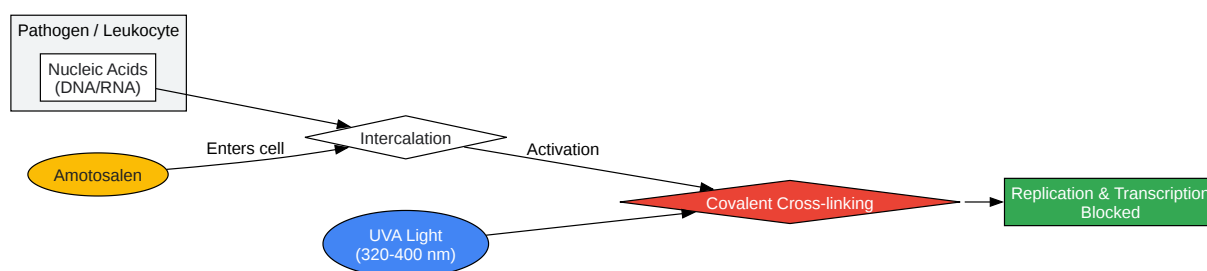 Pathogen / Leukocyte
Nucleic Acids
(DNA/RNA)
Amotosalen
Enters cell
Intercalation
Activation
UVA Light
(320-400 nm)
Covalent Cross-linking
Replication & Transcription
Blocked